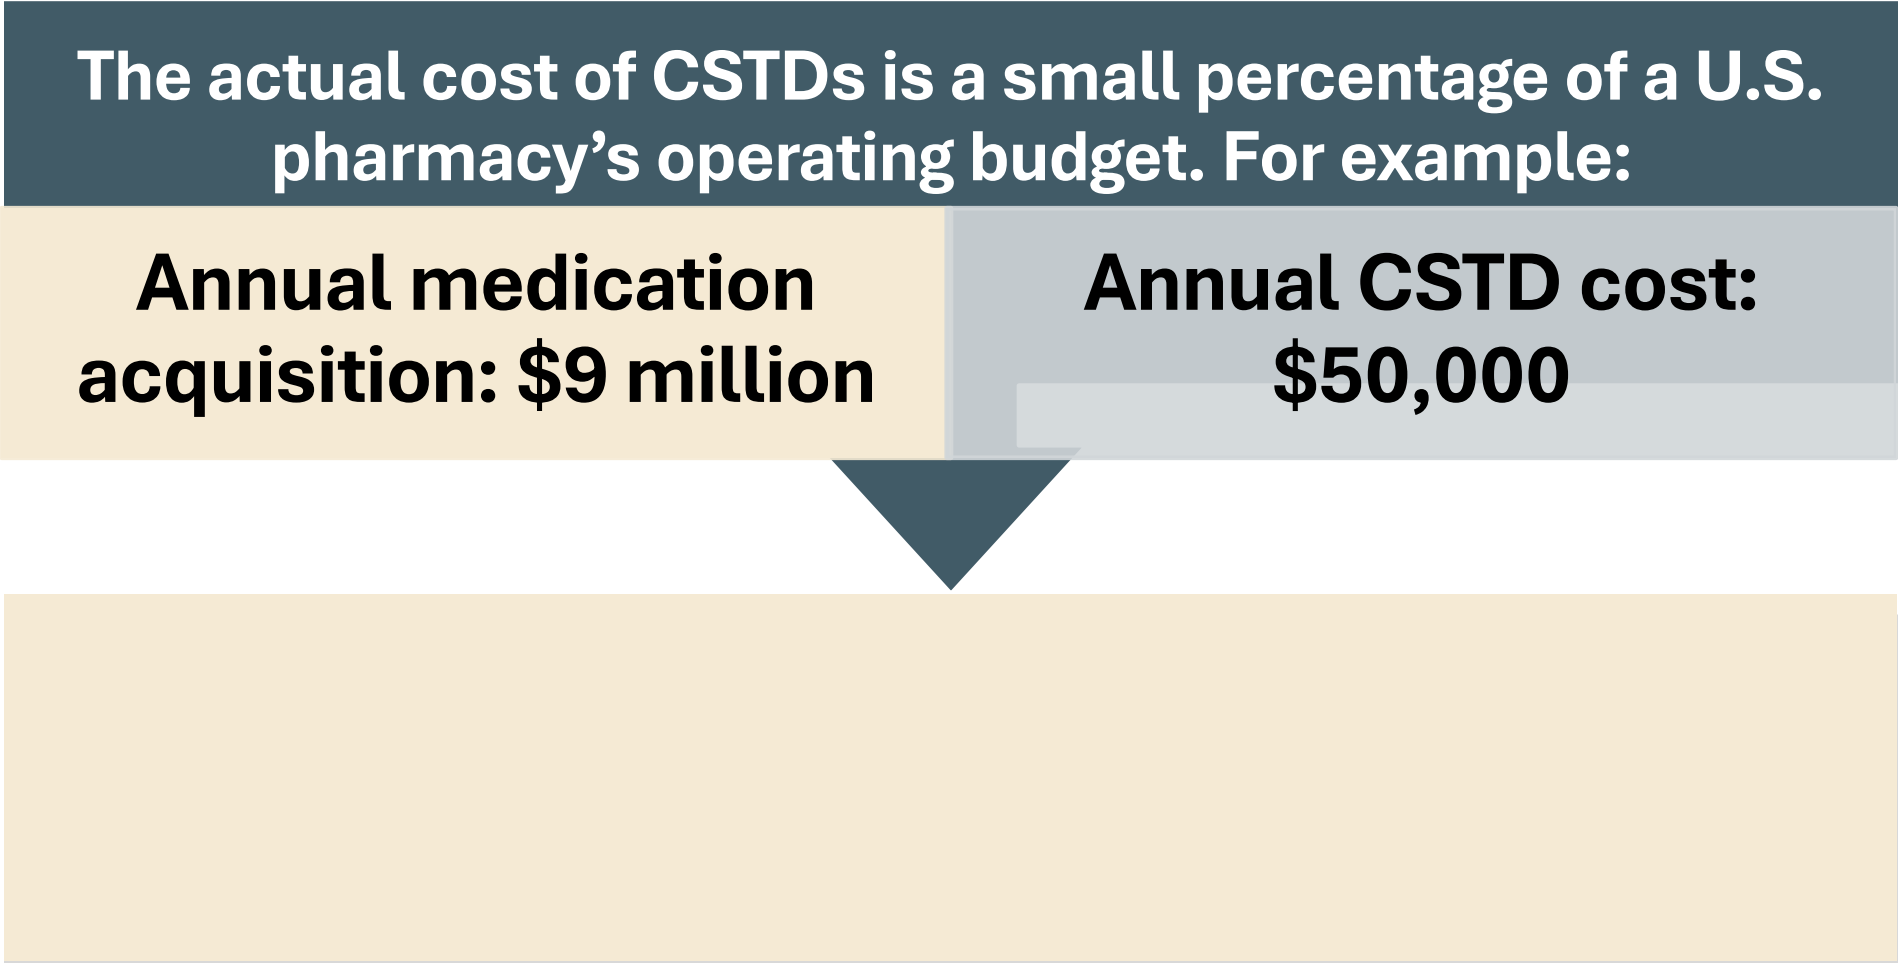 The actual cost of CSTDs is a small percentage of a U.S.
pharmacy’s operating budget. For example:
Annual medication
acquisition: $9 million
Annual CSTD cost:
$50,000